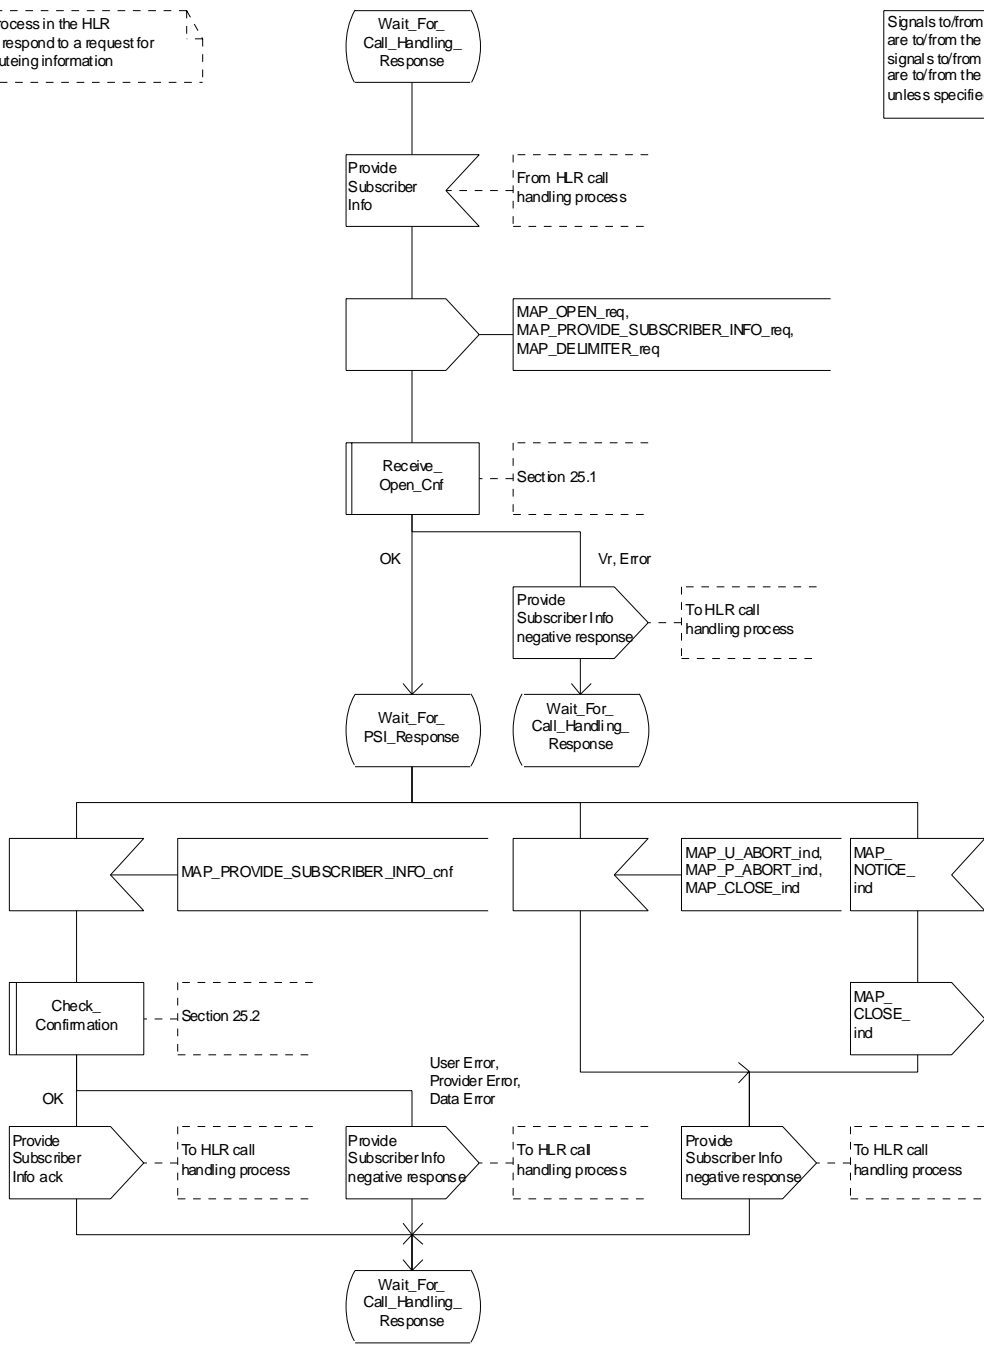 ocess in the HLR
respond to a request for
uteing information
Wait_For_
Call_Handling_
Response
Signals to/from
are to/from the
signals to/from
are to/from the
unless specifie
Provide
Subscriber
Info
From HLR call
handling process
MAP_OPEN_req,
MAP_PROVIDE_SUBSCRIBER_INFO_req,
MAP_DELIMITER_req
Receive_
Open_Cnf
Section 25.1
OK
Vr, Error
Provide
Subscriber Info
negative response
To HLR call
handling process
Wait_For_
PSI_Response
Wait_For_
Call_Handling_
Response
MAP_PROVIDE_SUBSCRIBER_INFO_cnf
MAP_U_ABORT_ind,
MAP_P_ABORT_ind,
MAP_CLOSE_ind
MAP_
NOTICE_
ind
Check_
Confirmation
Section 25.2
MAP_
CLOSE_
ind
User Error,
Provider Error,
Data Error
OK
Provide
Subscriber
Info ack
To HLR call
handling process
Provide
Subscriber Info
negative response
To HLR call
handling process
Provide
Subscriber Info
negative response
To HLR call
handling process
Wait_For_
Call_Handling_
Response